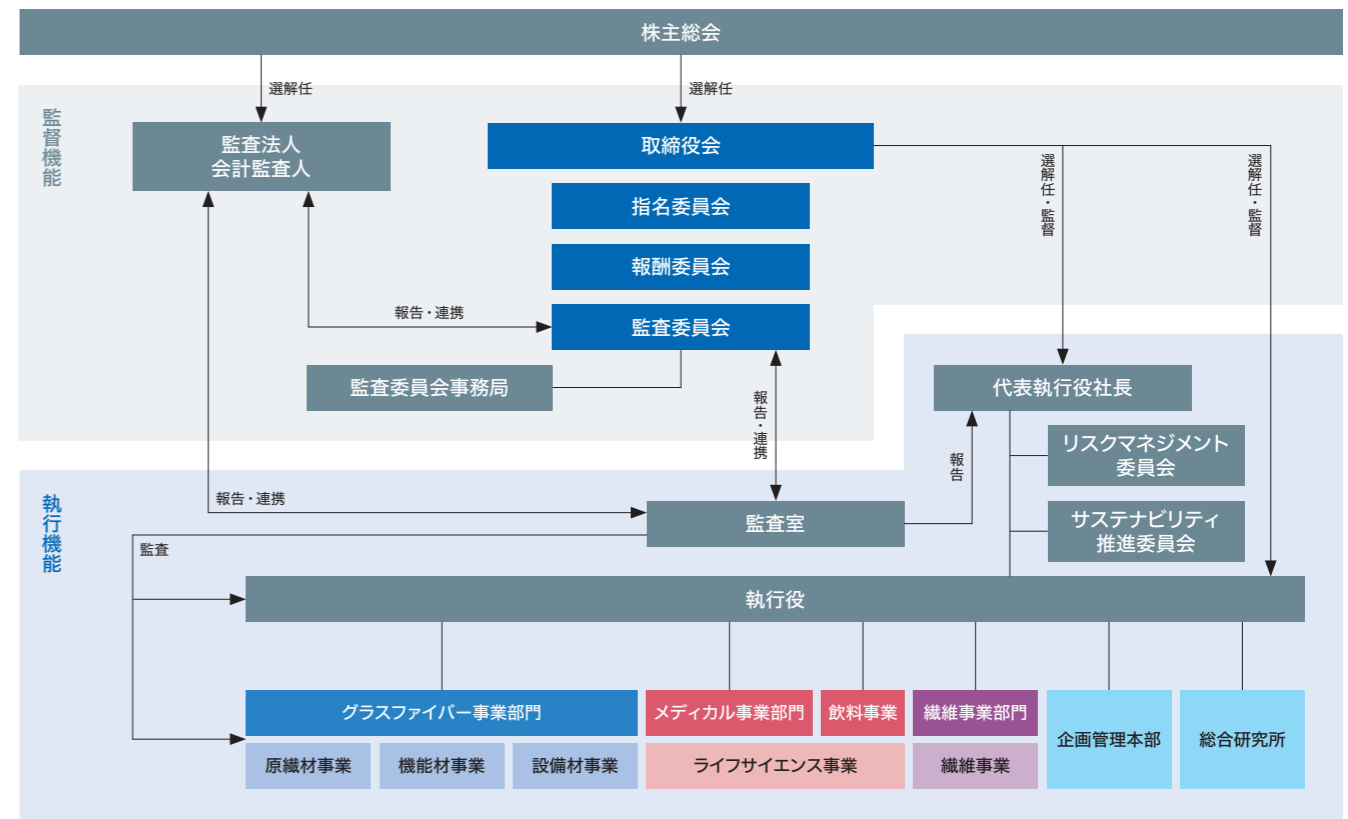 株主総会
選解任
選解任
監督機能
監査法人
会計監査人
取締役会
選解任・監督
選解任・監督
指名委員会
報酬委員会
報告・連携
監査委員会
監査委員会事務局
報告・連携
代表執行役社長
リスクマネジメント
委員会
報告
執行機能
報告・連携
監査室
サステナビリティ
推進委員会
監査
執行役
グラスファイバー事業部門
メディカル事業部門
飲料事業
繊維事業部門
企画管理本部
総合研究所
原繊材事業
機能材事業
設備材事業
ライフサイエンス事業
繊維事業